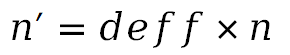 n′ = deff × n